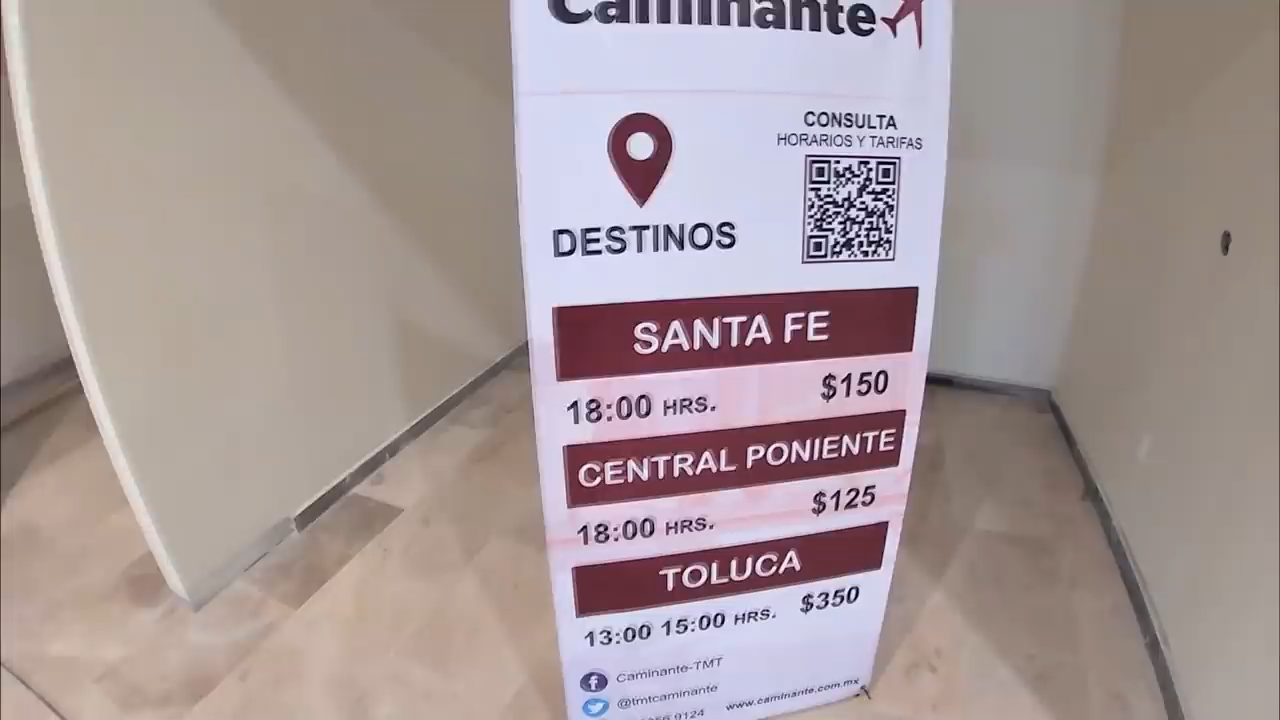 Caminante
CONSULTA
HORARIOS Y TARIFAS
DESTINOS
SANTA FE
18:00 HRS. $150
CENTRAL PONIENTE
18:00 HRS. $125
TOLUCA
13:00 15:00 HRS. $350
Caminante-TMT
@tmtcaminante
9124 www.caminante.com.mx